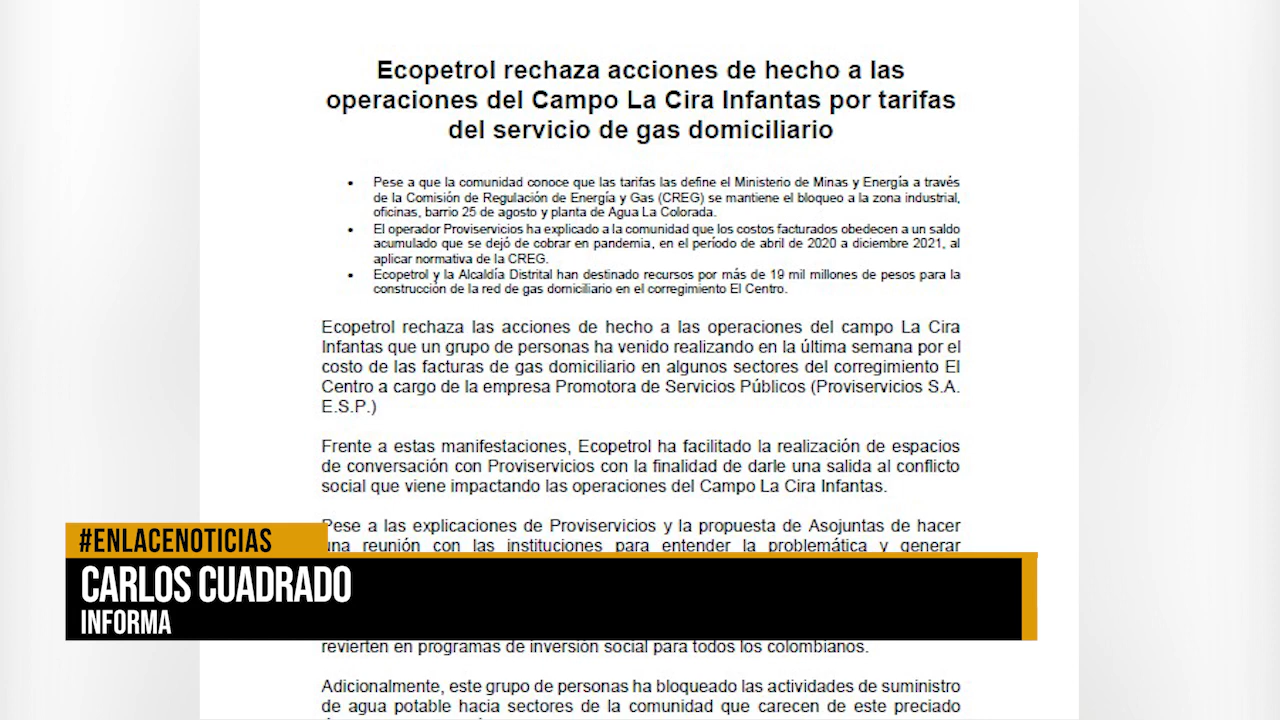 Ecopetrol rechaza acciones de hecho a las
operaciones del Campo La Cira Infantas por tarifas
del servicio de gas domiciliario
• Pese a que la comunidad conoce que las tarifas las define el Ministerio de Minas y Energía a través
de la Comisión de Regulación de Energía y Gas (CREG) se mantiene el bloqueo a la zona industrial,
oficinas, barrio 25 de agosto y planta de Agua La Colorada.
• El operador Proviservicios ha explicado a la comunidad que los costos facturados obedecen a un saldo
acumulado que se dejó de cobrar en pandemia, en el período de abril de 2020 a diciembre 2021, al
aplicar normativa de la CREG.
• Ecopetrol y la Alcaldía Distrital han destinado recursos por más de 19 mil millones de pesos para la
construcción de la red de gas domiciliario en el corregimiento El Centro.
Ecopetrol rechaza las acciones de hecho a las operaciones del campo La Cira
Infantas que un grupo de personas ha venido realizando en la última semana por el
costo de las facturas de gas domiciliario en algunos sectores del corregimiento El
Centro a cargo de la empresa Promotora de Servicios Públicos (Proviservicios S.A.
E.S.P.)
Frente a estas manifestaciones, Ecopetrol ha facilitado la realización de espacios
de conversación con Proviservicios con la finalidad de darle una salida al conflicto
social que viene impactando las operaciones del Campo La Cira Infantas.
Pese a las explicaciones de Proviservicios y la propuesta de Asojuntas de hacer
una reunión con las instituciones para entender la problemática y generar
#ENLACENOTICIAS
CARLOS CUADRADO
INFORMA
revierten en programas de inversión social para todos los colombianos.
Adicionalmente, este grupo de personas ha bloqueado las actividades de suministro
de agua potable hacia sectores de la comunidad que carecen de este preciado